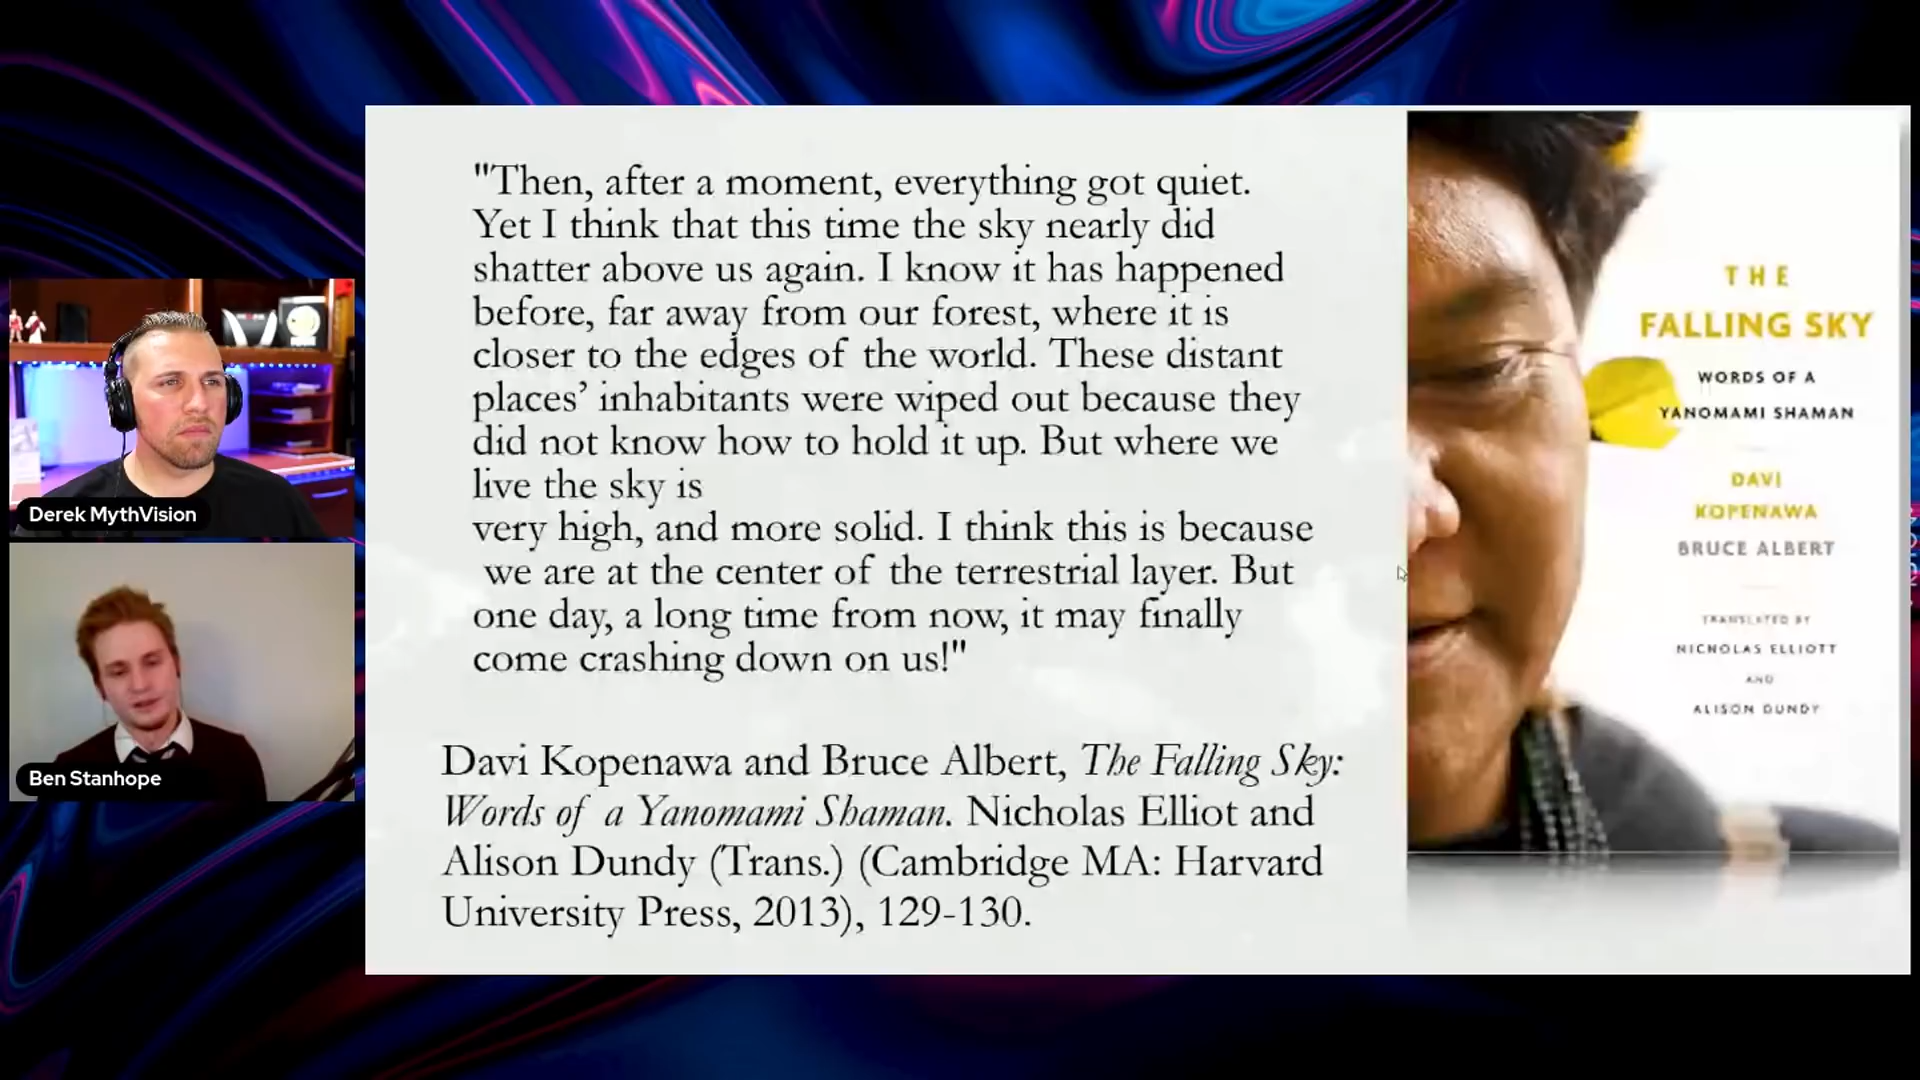 "Then, after a moment, everything got quiet.
Yet I think that this time the sky nearly did
shatter above us again. I know it has happened
before, far away from our forest, where it is
closer to the edges of the world. These distant
places’ inhabitants were wiped out because they
did not know how to hold it up. But where we
live the sky is
very high, and more solid. I think this is because
we are at the center of the terrestrial layer. But
one day, a long time from now, it may finally
come crashing down on us!"
Davi Kopenawa and Bruce Albert, The Falling Sky:
Words of a Yanomami Shaman. Nicholas Elliot and
Alison Dundy (Trans.) (Cambridge MA: Harvard
University Press, 2013), 129-130.
THE
FALLING SKY
WORDS OF A
YANOMAMI SHAMAN
DAVI
KOPENAWA
BRUCE ALBERT
TRANSLATED BY
NICHOLAS ELLIOTT
AND
ALISON DUNDY
Derek MythVision
Ben Stanhope